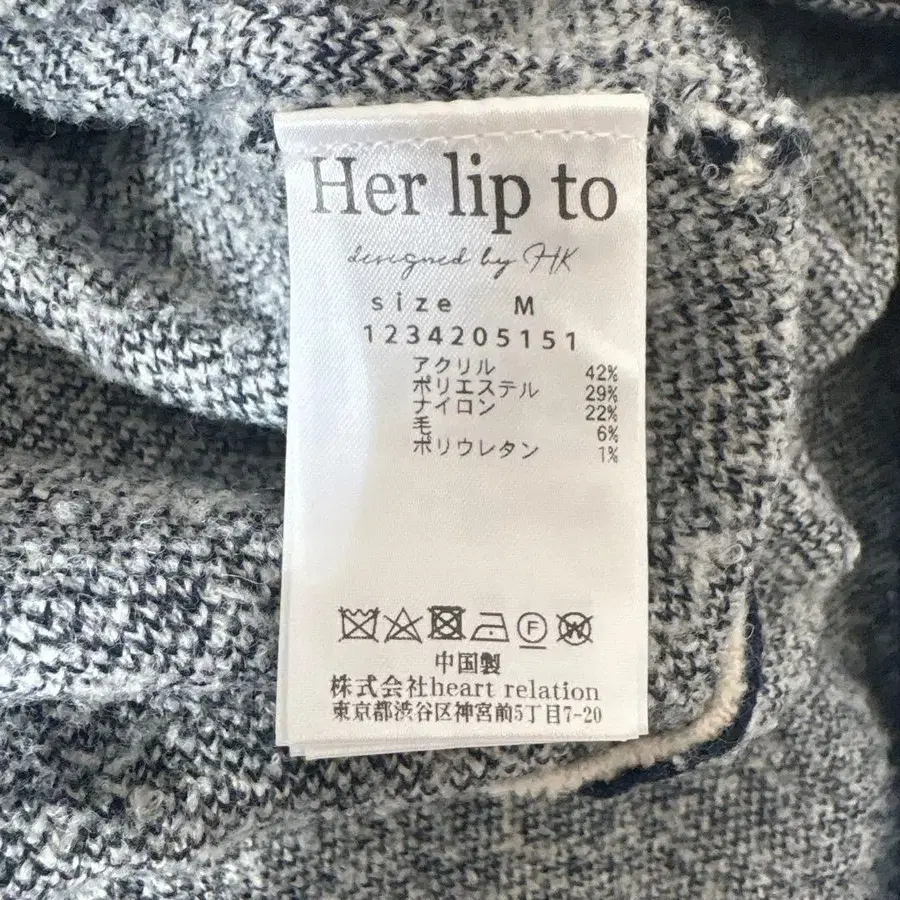 Her lip to
designed by HK
size M
1234205151
アクリル 42%
ポリエステル 29%
ナイロン 22%
毛 6%
ポリウレタン 1%
F W
中国製
株式会社heart relation
東京都渋谷区神宮前5丁目7-20